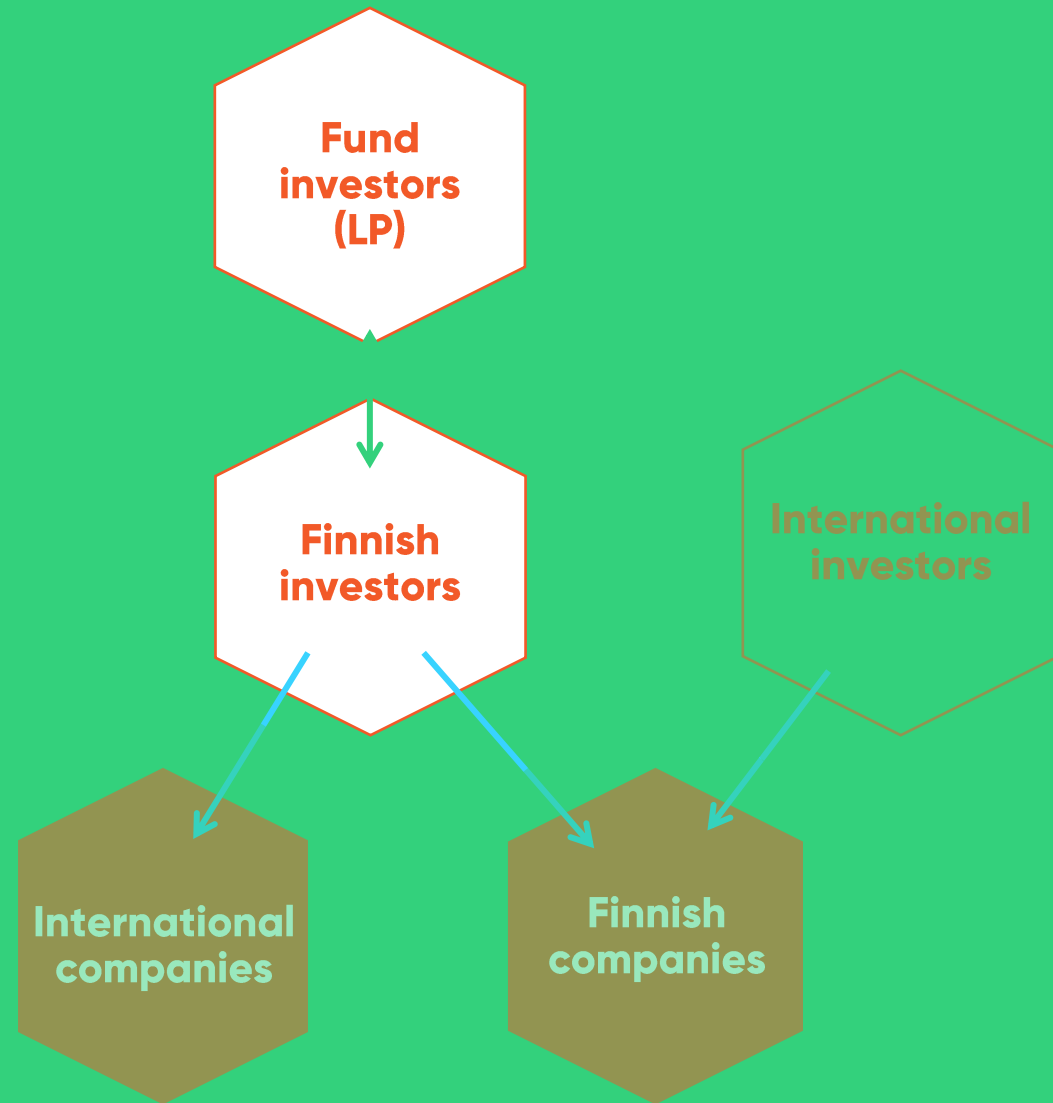 Fund
investors
(LP)
Finnish
investors
International
investors
International
companies
Finnish
companies